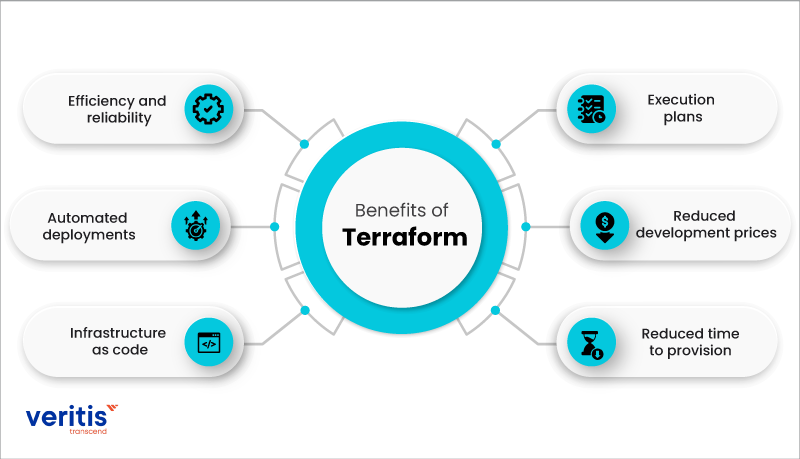 Efficiency and
reliability
Automated
deployments
Infrastructure
as code
Benefits of
Terraform
Execution
plans
$
Reduced
development prices
Reduced time
to provision
</>
veritis
transcend